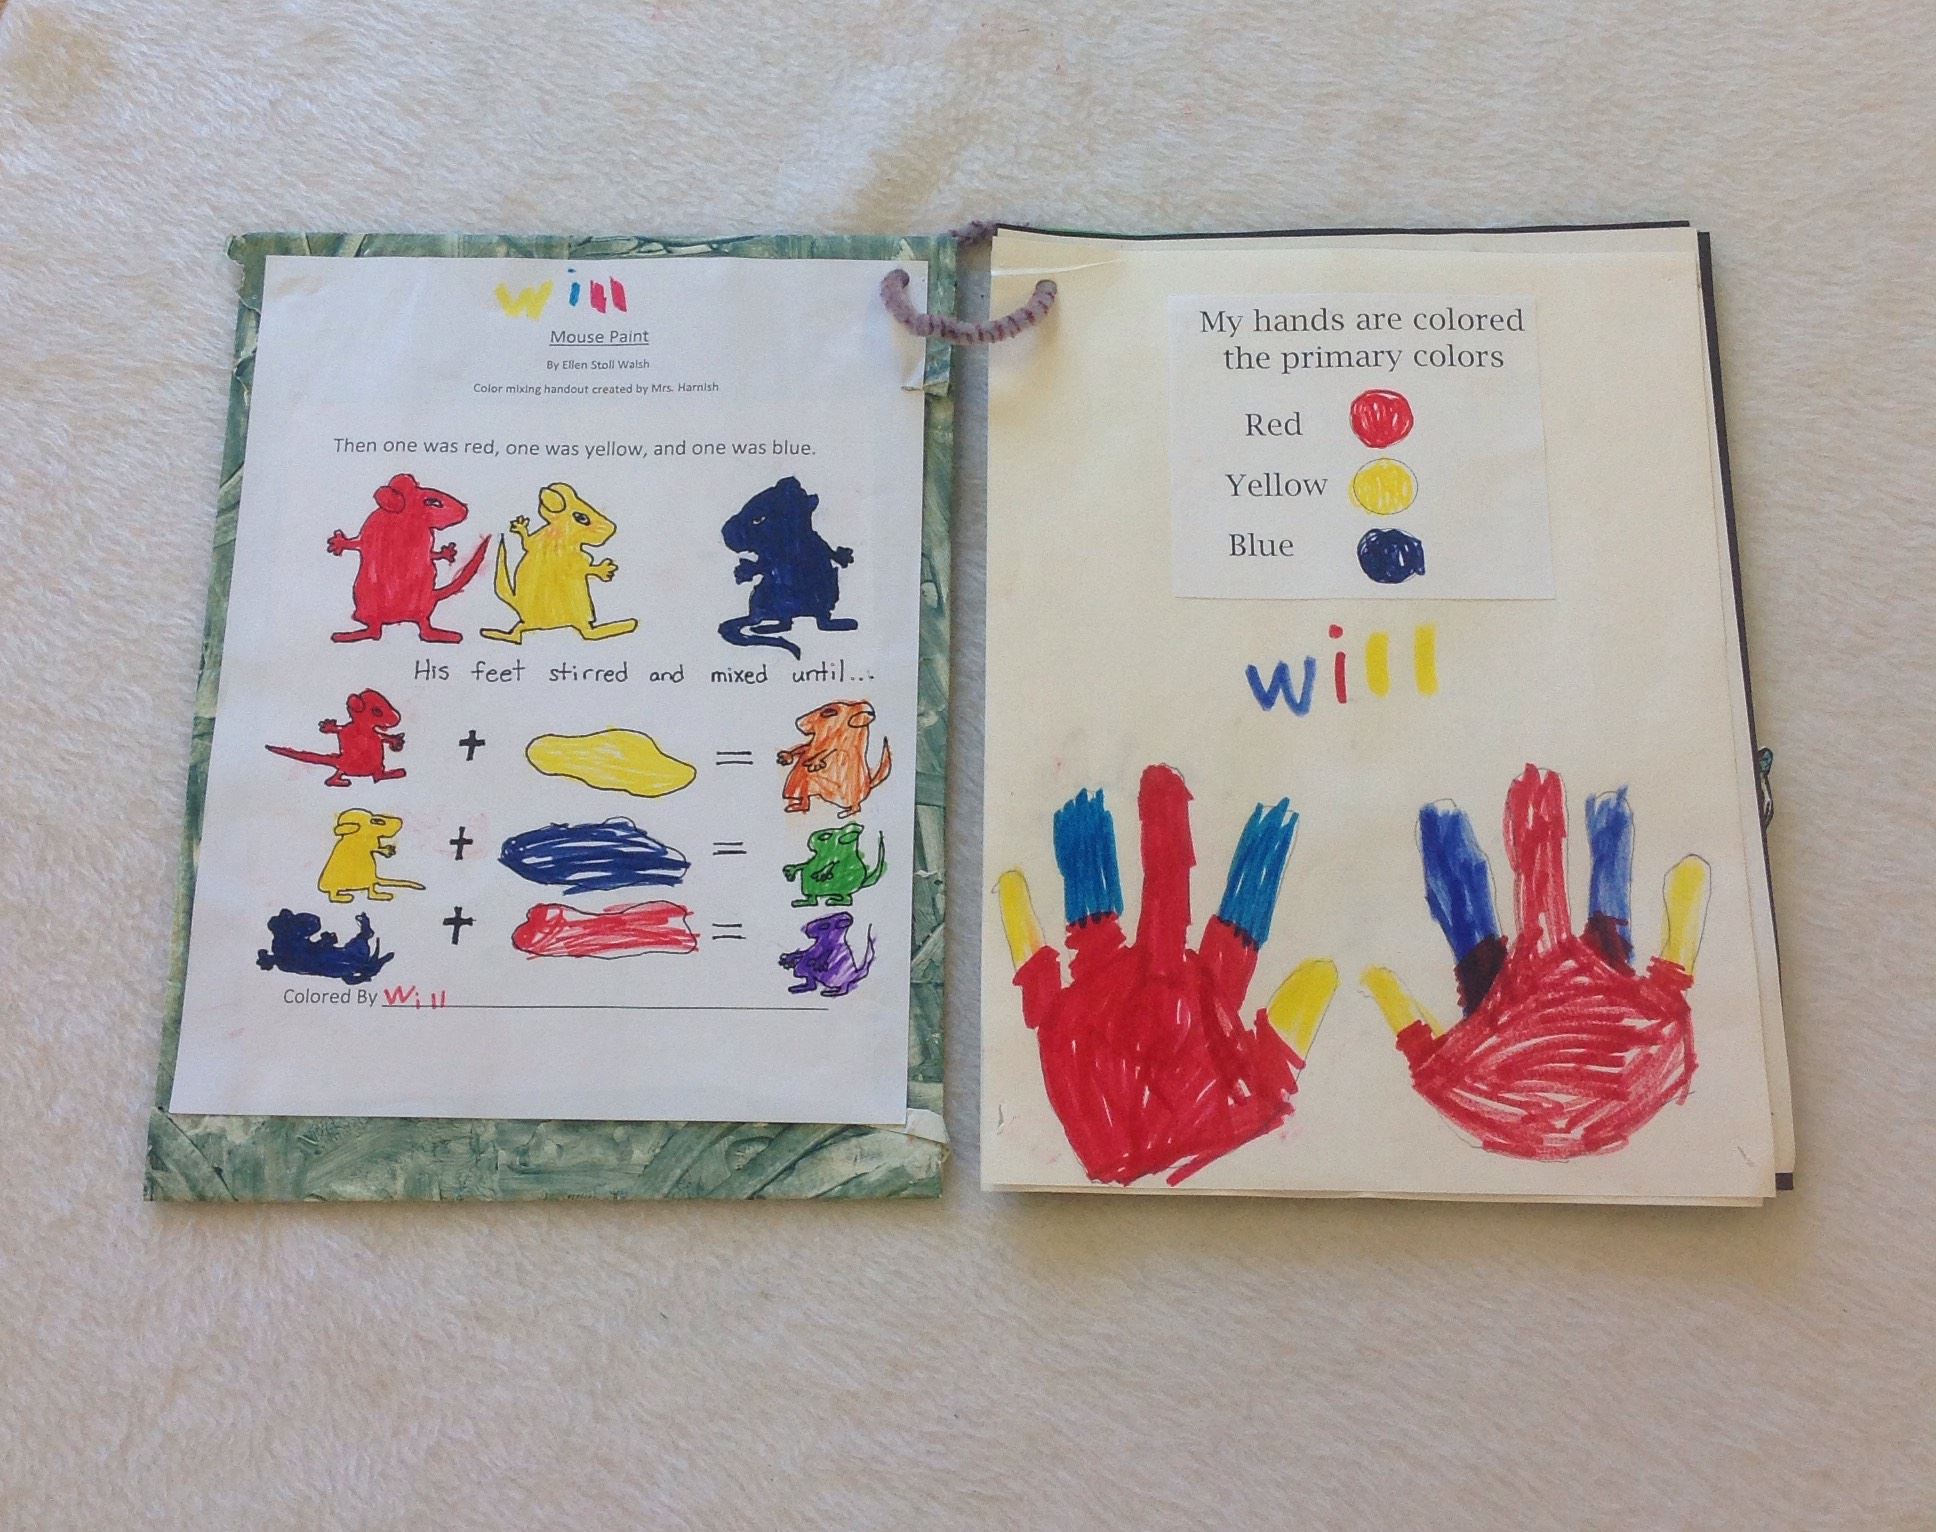 will
Mouse Paint
By Ellen Stoll Walsh
Color mixing handout created by Mrs. Harnish
Then one was red, one was yellow, and one was blue.
His feet stirred and mixed until...
+ =
+ =
+ =
Colored By Will
My hands are colored
the primary colors
Red
Yellow
Blue
will